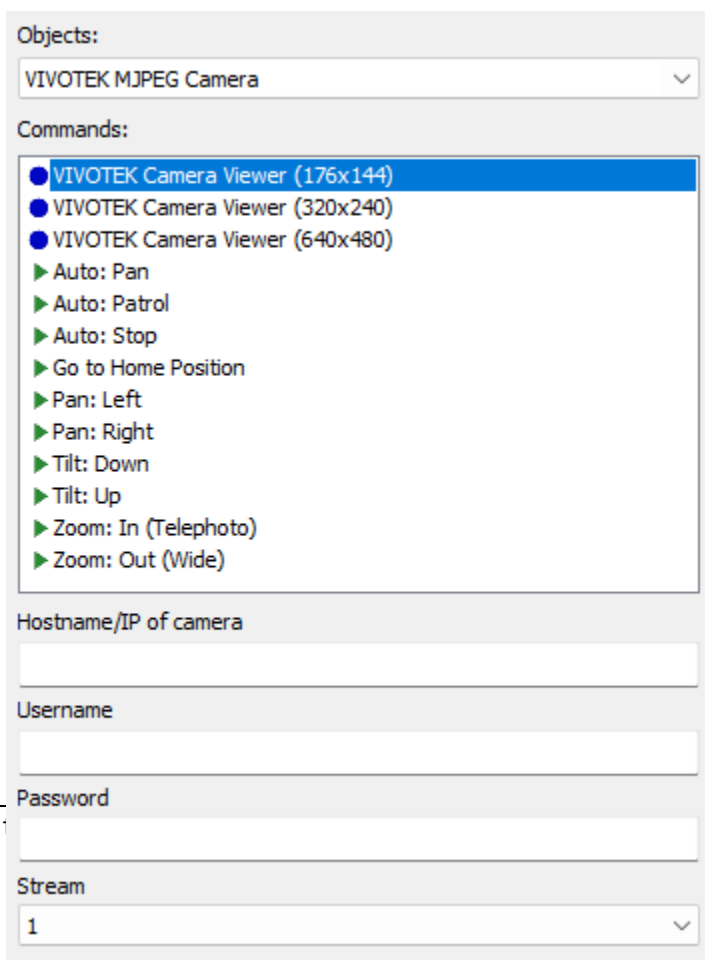 Objects:
VIVOTEK MJPEG Camera
Commands:
VIVOTEK Camera Viewer (176x144)
VIVOTEK Camera Viewer (320x240)
VIVOTEK Camera Viewer (640x480)
Auto: Pan
Auto: Patrol
Auto: Stop
Go to Home Position
Pan: Left
Pan: Right
Tilt: Down
Tilt: Up
Zoom: In (Telephoto)
Zoom: Out (Wide)
Hostname/IP of camera
Username
Password
Stream
1